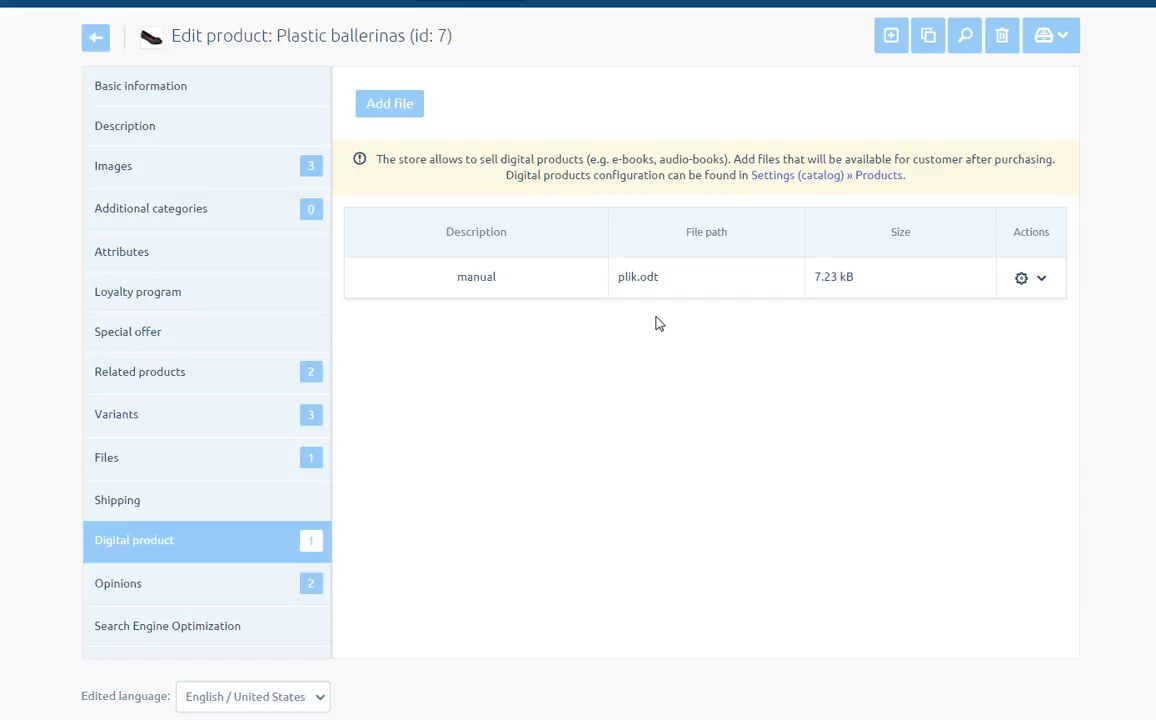 Edit product: Plastic ballerinas (id: 7)
Basic information
Description
Images 3
Additional categories 0
Attributes
Loyalty program
Special offer
Related products 2
Variants 3
Files 1
Shipping
Digital product 1
Opinions 2
Search Engine Optimization
Add file
The store allows to sell digital products (e.g. e-books, audio-books). Add files that will be available for customer after purchasing.
Digital products configuration can be found in Settings (catalog) » Products.
Description File path Size Actions
manual plik.odt 7.23 kB
Edited language: English / United States